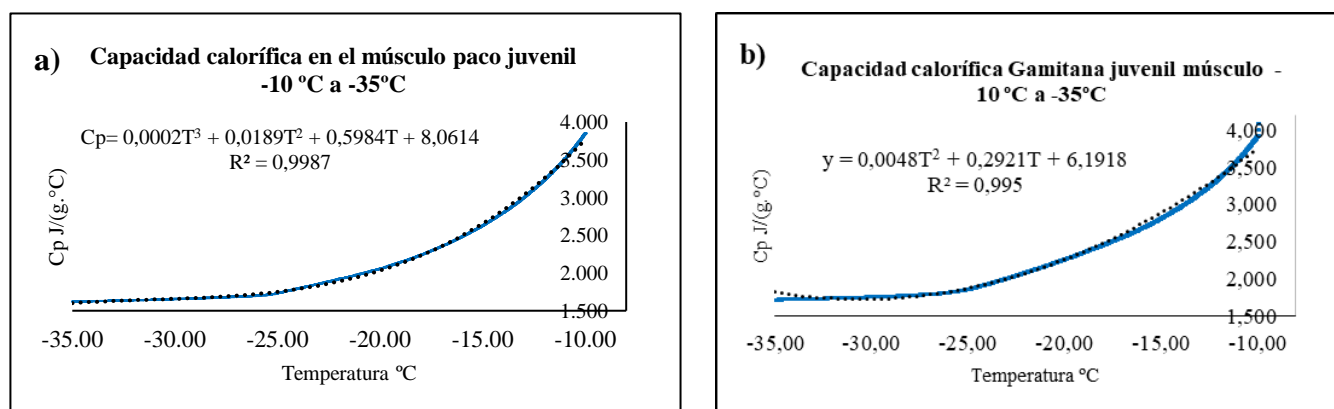 a)
Capacidad calorífica en el músculo paco juvenil
-10 ºC a -35ºC
Cp= 0,0002T³ + 0,0189T² + 0,5984T + 8,0614
R² = 0,9987
4.000
3.500
3.000
2.500
2.000
1.500
Cp J/(g.°C)
-35.00 -30.00 -25.00 -20.00 -15.00 -10.00
Temperatura ºC
b)
Capacidad calorífica Gamitana juvenil músculo -
10 ºC a -35ºC
y = 0,0048T² + 0,2921T + 6,1918
R² = 0,995
4,000
3,500
3,000
2,500
2,000
1,500
Cp J/(g.°C)
-35,00 -30,00 -25,00 -20,00 -15,00 -10,00
Temperatura ºC